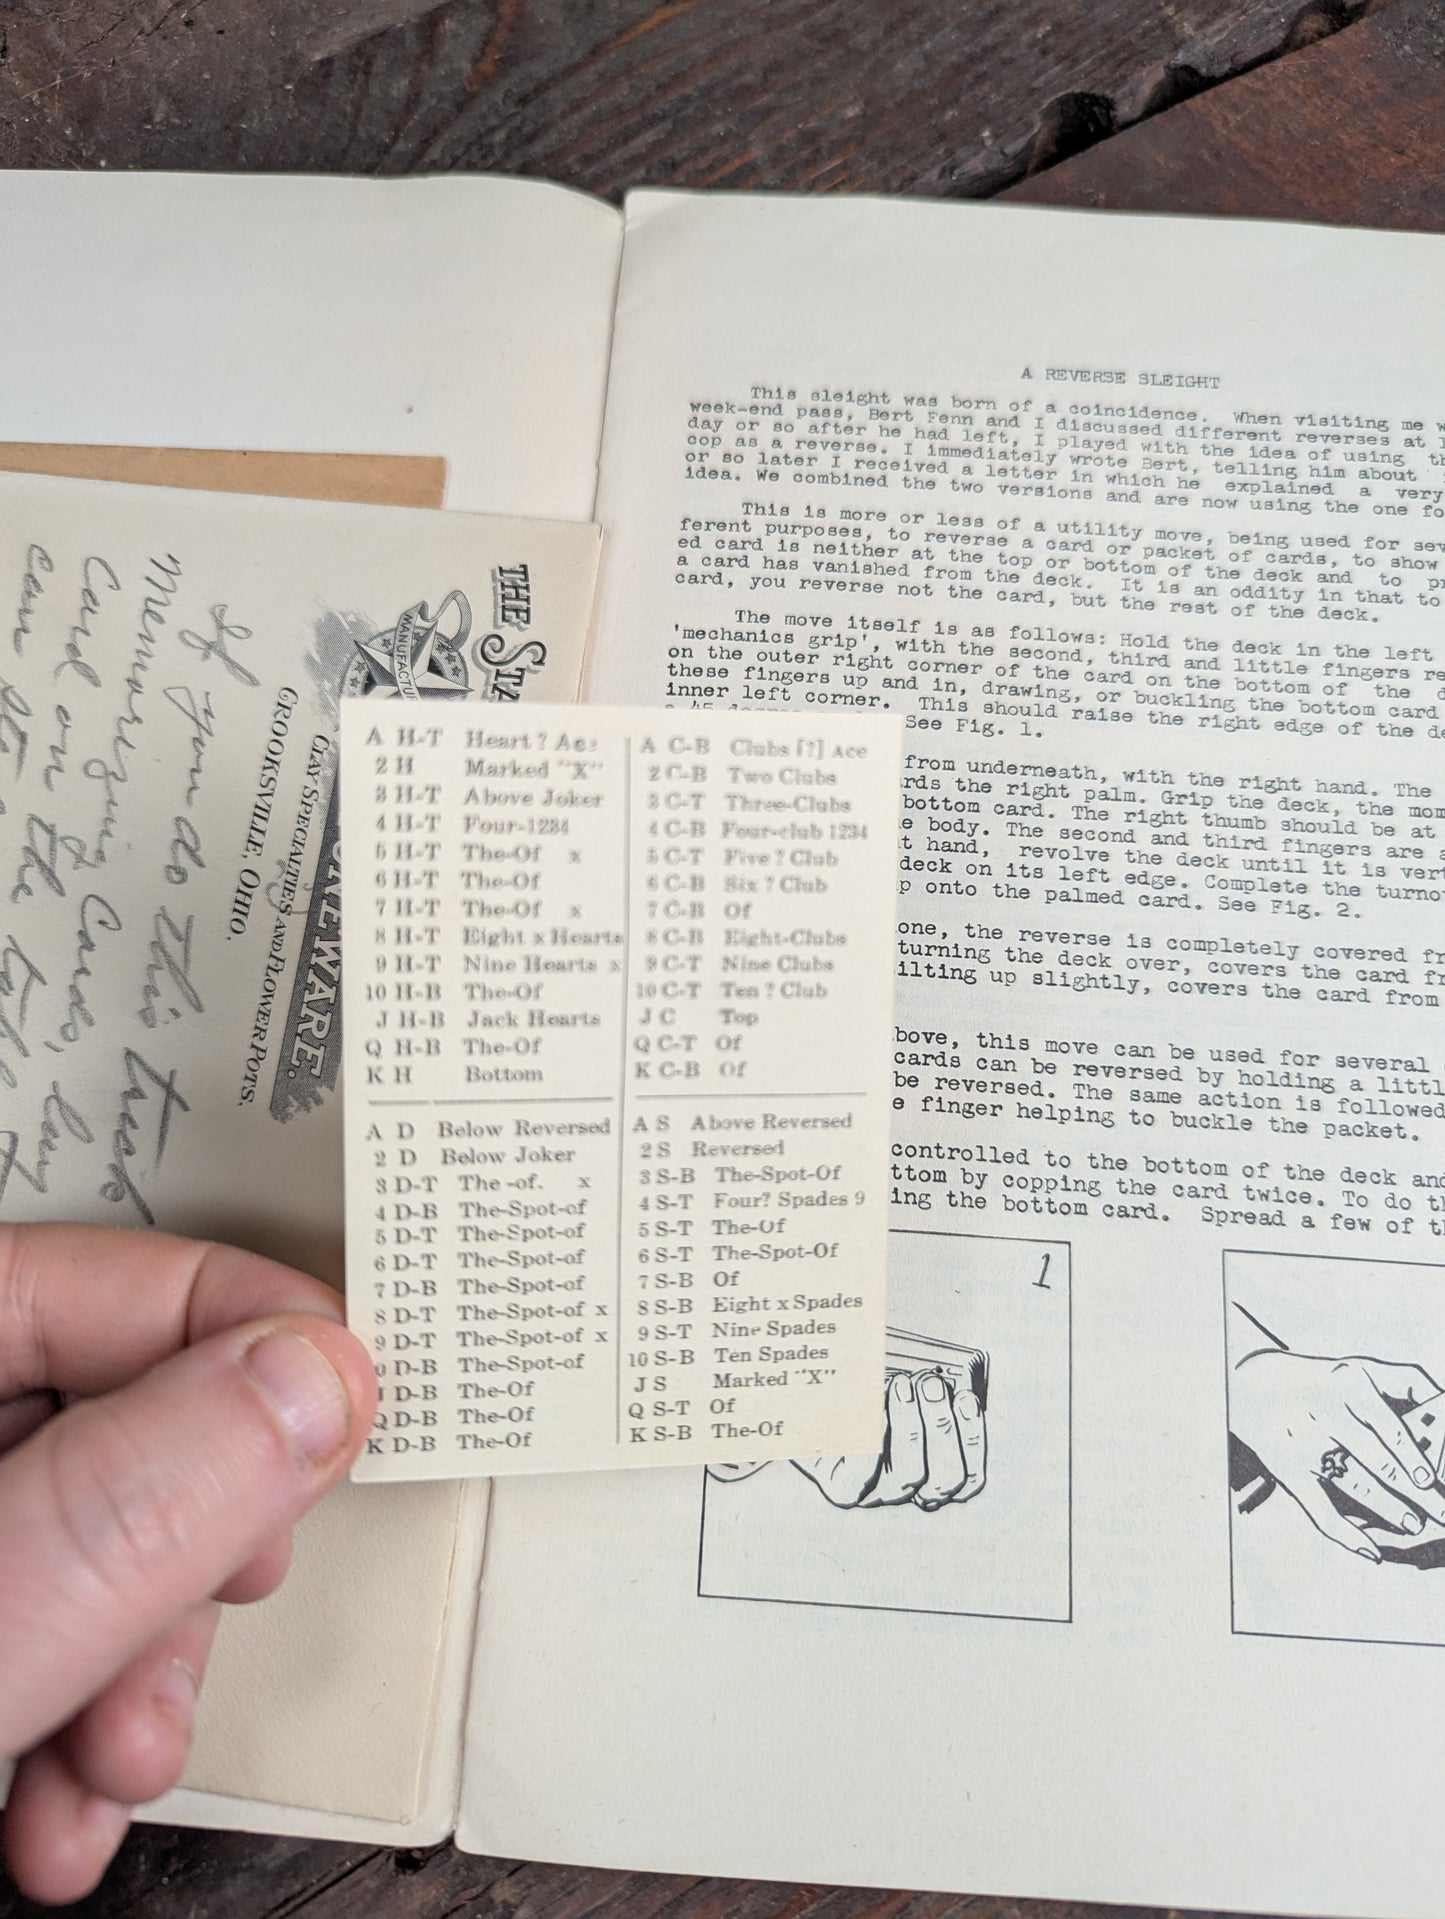 A REVERSE SLEIGHT
This sleight was born of a coincidence. When visiting me
week-end pass, Bert Fenn and I discussed different reverses at
day or so after he had left, I played with the idea of using
cop as a reverse. I immediately wrote Bert, telling him about
or so later I received a letter in which he explained a very
idea. We combined the two versions and are now using the one
This is more or less of a utility move, being used for
ferent purposes, to reverse a card or packet of cards, to show
ed card is neither at the top or bottom of the deck and to
a card has vanished from the deck. It is an oddity in that to
card, you reverse not the card, but the rest of the deck.
The move itself is as follows: Hold the deck in the left
'mechanics grip', with the second, third and little fingers
on the outer right corner of the card on the bottom of the
these fingers up and in, drawing, or buckling the bottom card
inner left corner. This should raise the right edge of the
See Fig. 1.
from underneath, with the right hand. The
the right palm. Grip the deck, the
bottom card. The right thumb should be at
body. The second and third fingers are
hand, revolve the deck until it is
deck on its left edge. Complete the
onto the palmed card. See Fig. 2.
one, the reverse is completely covered
turning the deck over, covers the card
ilting up slightly, covers the card from
bove, this move can be used for several
cards can be reversed by holding a
be reversed. The same action is followed
finger helping to buckle the packet.
controlled to the bottom of the deck
ttom by copping the card twice. To do
ing the bottom card. Spread a few of
1
THE STA
MANUFACTU
STONEWARE.
CLAY SPECIALTIES AND FLOWER POTS.
CROOKSVILLE, OHIO.
If you do this trick
Memorizing Cards,
Card on the
can
A H-T Heart ? Ace
2 H Marked "X"
3 H-T Above Joker
4 H-T Four-1234
5 H-T The-Of x
6 H-T The-Of
7 H-T The-Of x
8 H-T Eight x Hearts
9 H-T Nine Hearts x
10 H-B The-Of
J H-B Jack Hearts
Q H-B The-Of
K H Bottom
A D Below Reversed
2 D Below Joker
3 D-T The -of. x
4 D-B The-Spot-of
5 D-T The-Spot-of
6 D-T The-Spot-of
7 D-B The-Spot-of
8 D-T The-Spot-of x
9 D-T The-Spot-of x
0 D-B The-Spot-of
J D-B The-Of
Q D-B The-Of
K D-B The-Of
A C-B Clubs [?] Ace
2 C-B Two Clubs
3 C-T Three-Clubs
4 C-B Four-club 1234
5 C-T Five ? Club
6 C-B Six ? Club
7 C-B Of
8 C-B Eight-Clubs
9 C-T Nine Clubs
10 C-T Ten ? Club
J C Top
Q C-T Of
K C-B Of
A S Above Reversed
2 S Reversed
3 S-B The-Spot-Of
4 S-T Four? Spades 9
5 S-T The-Of
6 S-T The-Spot-Of
7 S-B Of
8 S-B Eight x Spades
9 S-T Nine Spades
10 S-B Ten Spades
J S Marked "X"
Q S-T Of
K S-B The-Of